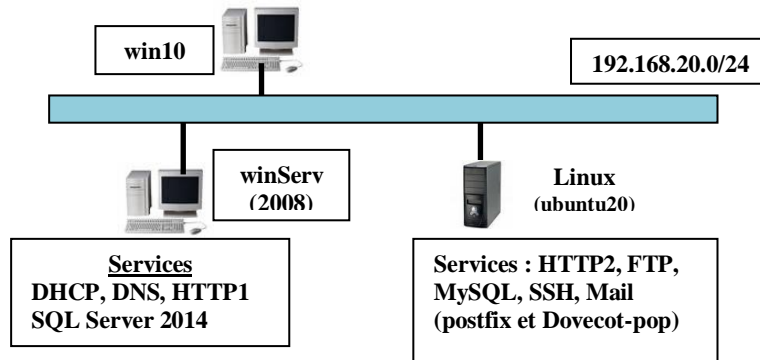 win10
192.168.20.0/24
winServ
(2008)
Linux
(ubuntu20)
Services
DHCP, DNS, HTTP1
SQL Server 2014
Services : HTTP2, FTP,
MySQL, SSH, Mail
(postfix et Dovecot-pop)